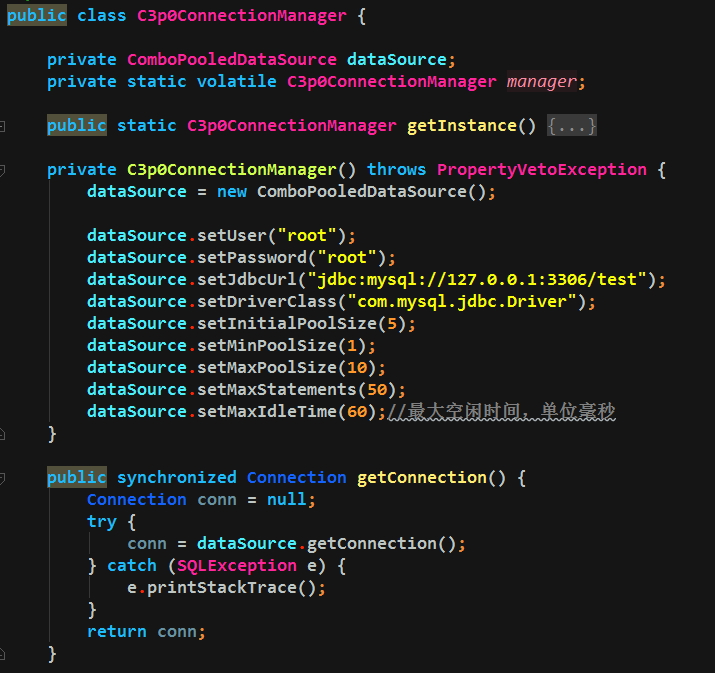 public class C3p0ConnectionManager {
private ComboPooledDataSource dataSource;
private static volatile C3p0ConnectionManager manager;
public static C3p0ConnectionManager getInstance() {...}
private C3p0ConnectionManager() throws PropertyVetoException {
dataSource = new ComboPooledDataSource();
dataSource.setUser("root");
dataSource.setPassword("root");
dataSource.setJdbcUrl("jdbc:mysql://127.0.0.1:3306/test");
dataSource.setDriverClass("com.mysql.jdbc.Driver");
dataSource.setInitialPoolSize(5);
dataSource.setMinPoolSize(1);
dataSource.setMaxPoolSize(10);
dataSource.setMaxStatements(50);
dataSource.setMaxIdleTime(60);//最大空闲时间，单位毫秒
}
public synchronized Connection getConnection() {
Connection conn = null;
try {
conn = dataSource.getConnection();
} catch (SQLException e) {
e.printStackTrace();
}
return conn;
}